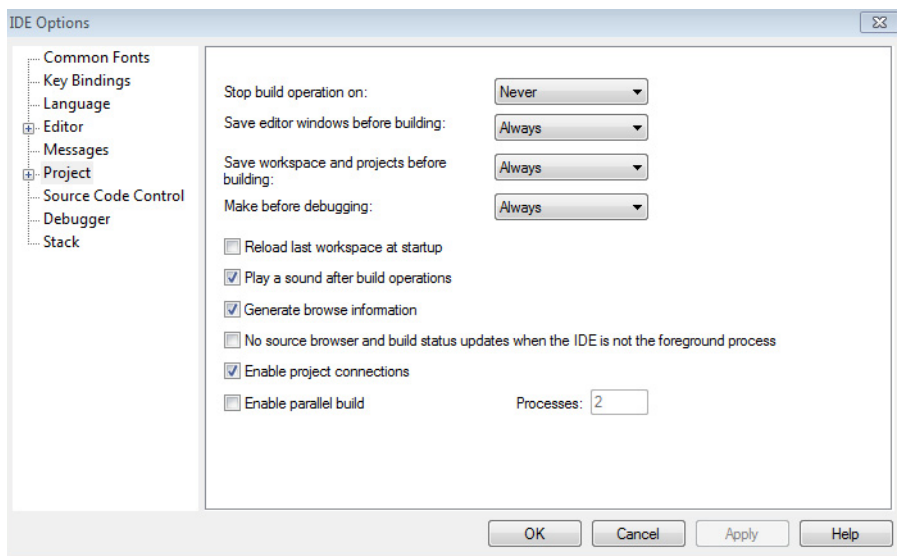 IDE Options
Common Fonts
Key Bindings
Language
Editor
Messages
Project
Source Code Control
Debugger
Stack
Stop build operation on: Never
Save editor windows before building: Always
Save workspace and projects before
building: Always
Make before debugging: Always
Reload last workspace at startup
Play a sound after build operations
Generate browse information
No source browser and build status updates when the IDE is not the foreground process
Enable project connections
Enable parallel build Processes: 2
OK Cancel Apply Help